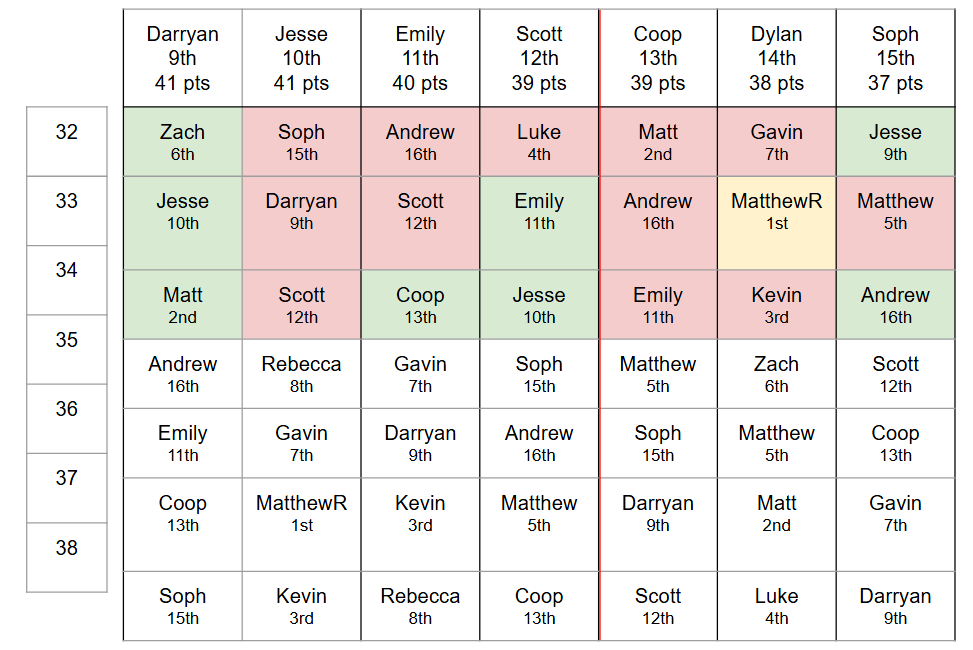 Darryan Jesse Emily Scott Coop Dylan Soph
9th 10th 11th 12th 13th 14th 15th
41 pts 41 pts 40 pts 39 pts 39 pts 38 pts 37 pts
32 Zach Soph Andrew Luke Matt Gavin Jesse
6th 15th 16th 4th 2nd 7th 9th
33 Jesse Darryan Scott Emily Andrew MatthewR Matthew
10th 9th 12th 11th 16th 1st 5th
34 Matt Scott Coop Jesse Emily Kevin Andrew
2nd 12th 13th 10th 11th 3rd 16th
35 Andrew Rebecca Gavin Soph Matthew Zach Scott
16th 8th 7th 15th 5th 6th 12th
36 Emily Gavin Darryan Andrew Soph Matthew Coop
11th 7th 9th 16th 15th 5th 13th
37 Coop MatthewR Kevin Matthew Darryan Matt Gavin
13th 1st 3rd 5th 9th 2nd 7th
38 Soph Kevin Rebecca Coop Scott Luke Darryan
15th 3rd 8th 13th 12th 4th 9th